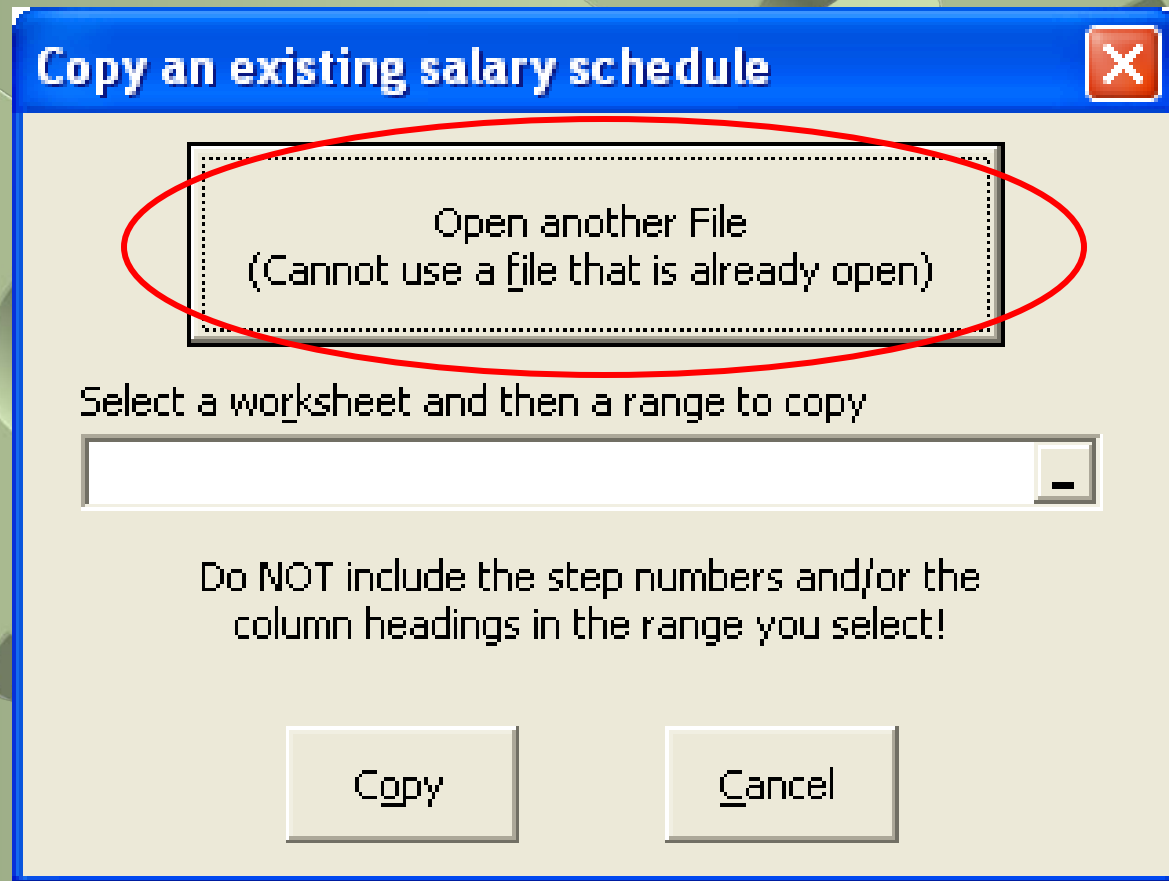 Copy an existing salary schedule
Open another File
(Cannot use a file that is already open)
Select a worksheet and then a range to copy
Do NOT include the step numbers and/or the
column headings in the range you select!
Copy
Cancel